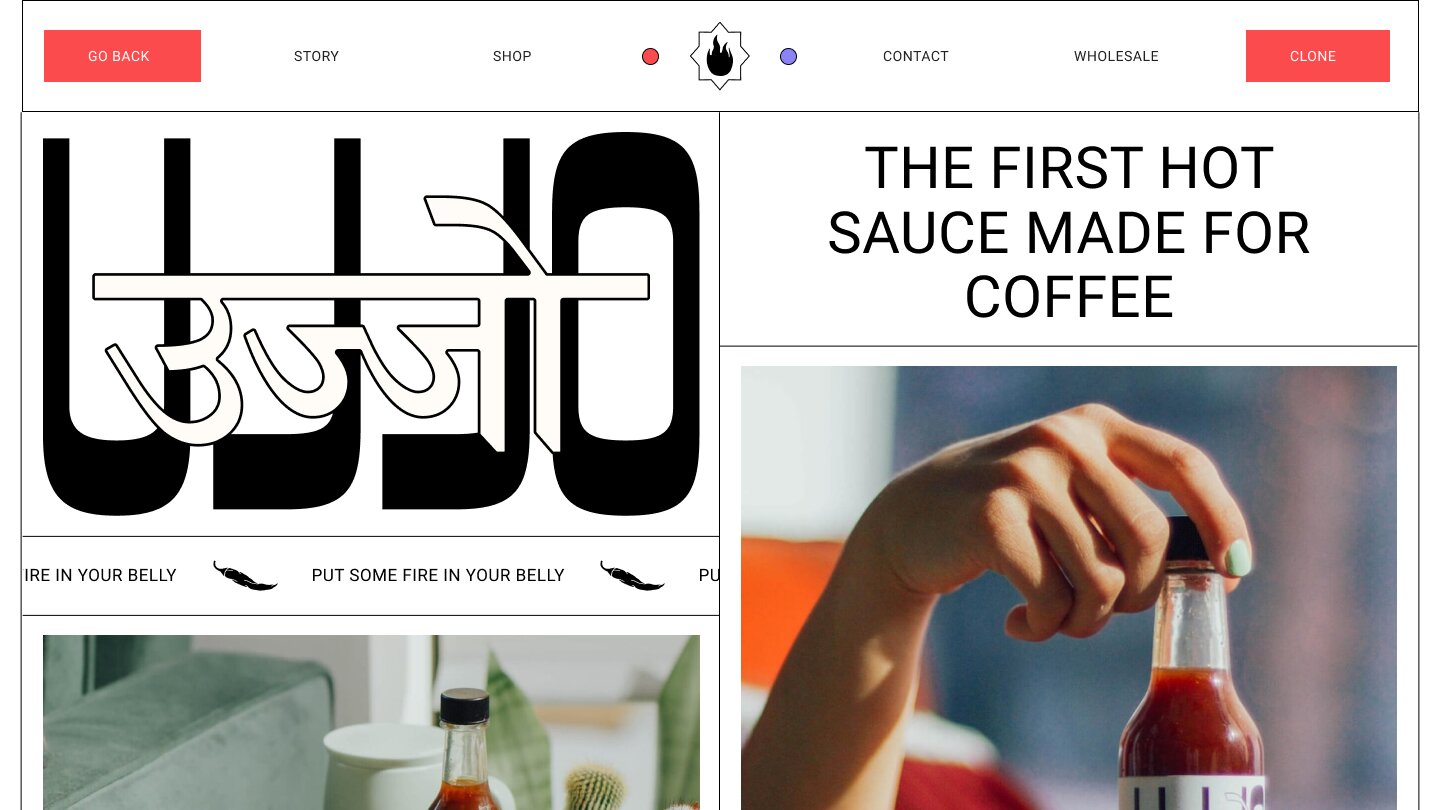 GO BACK
STORY
SHOP
CONTACT
WHOLESALE
CLONE
UJJO
उज्जो
IRE IN YOUR BELLY
PUT SOME FIRE IN YOUR BELLY
PU
THE FIRST HOT
SAUCE MADE FOR
COFFEE